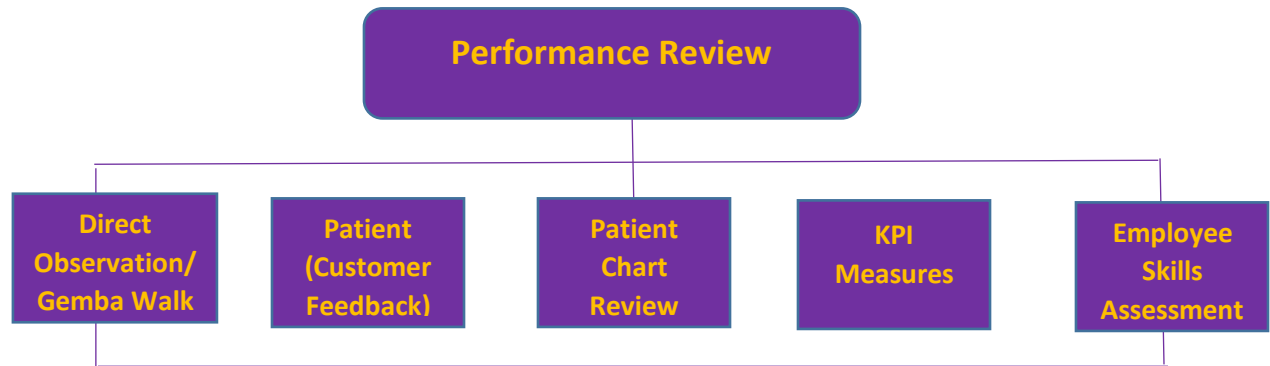 Performance Review
Direct
Observation/
Gemba Walk
Patient
(Customer
Feedback)
Patient
Chart
Review
KPI
Measures
Employee
Skills
Assessment